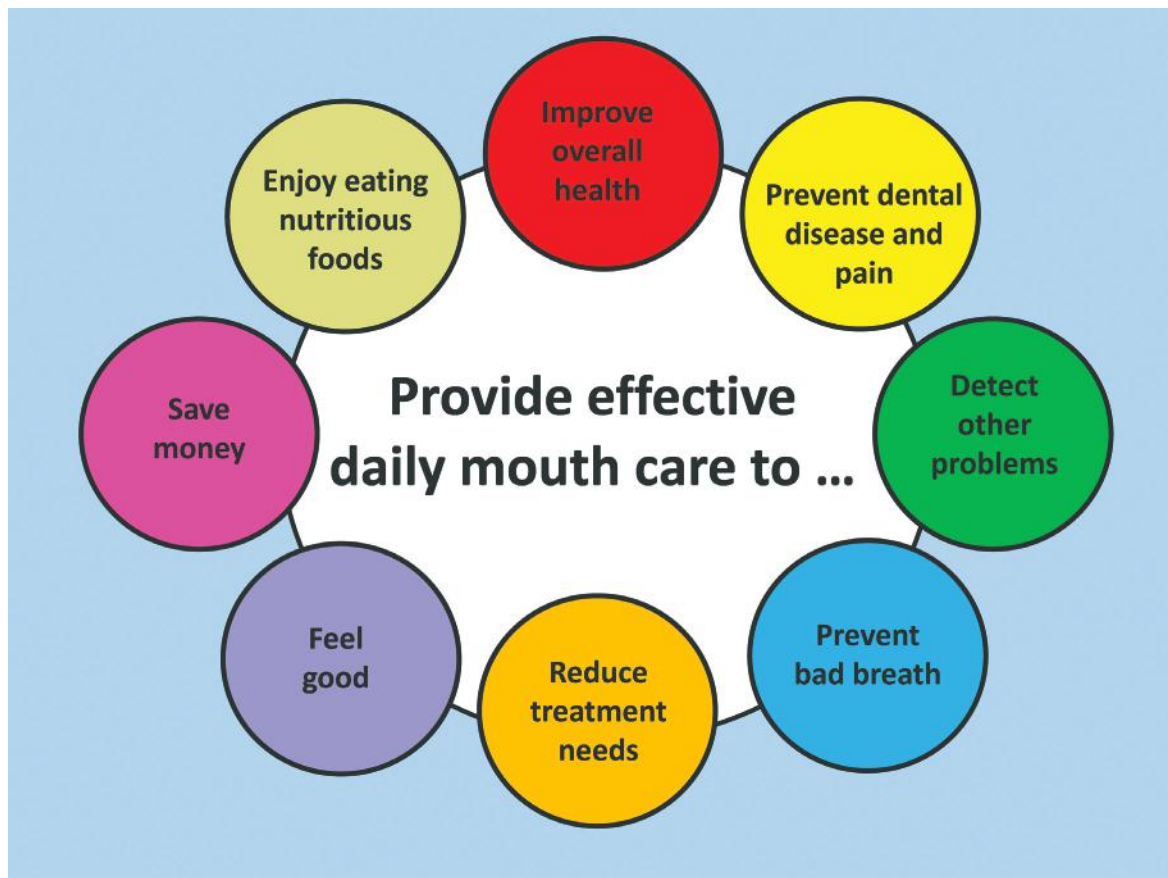 Provide effective
daily mouth care to ...
Improve
overall
health
Prevent dental
disease and
pain
Detect
other
problems
Prevent
bad breath
Reduce
treatment
needs
Feel
good
Save
money
Enjoy eating
nutritious
foods